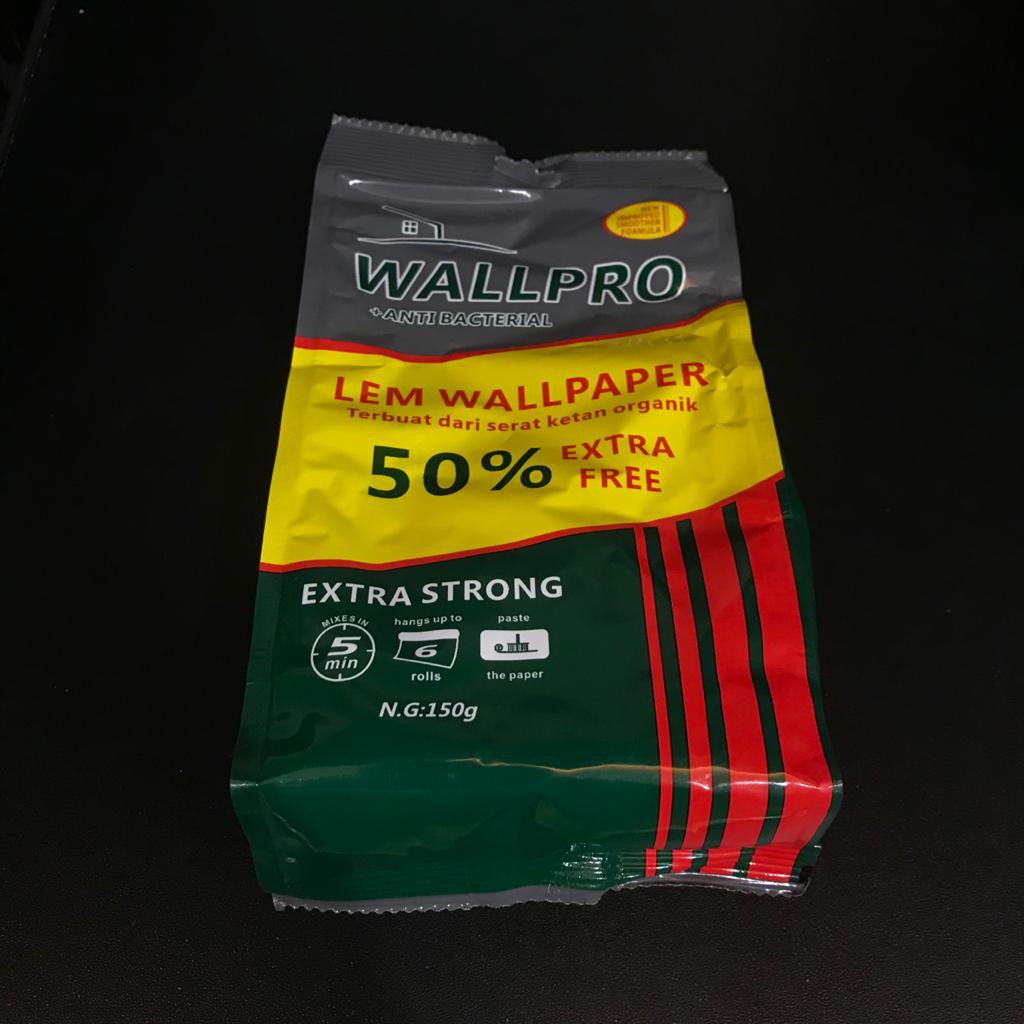 NEW
IMPROVED
SMOOTHER
FOAMULA
WALLPRO
+ANTI BACTERIAL
LEM WALLPAPER
Terbuat dari serat ketan organik
50% EXTRA FREE
EXTRA STRONG
MIXES IN
5
min
hangs up to
6
rolls
paste
the paper
N.G:150g